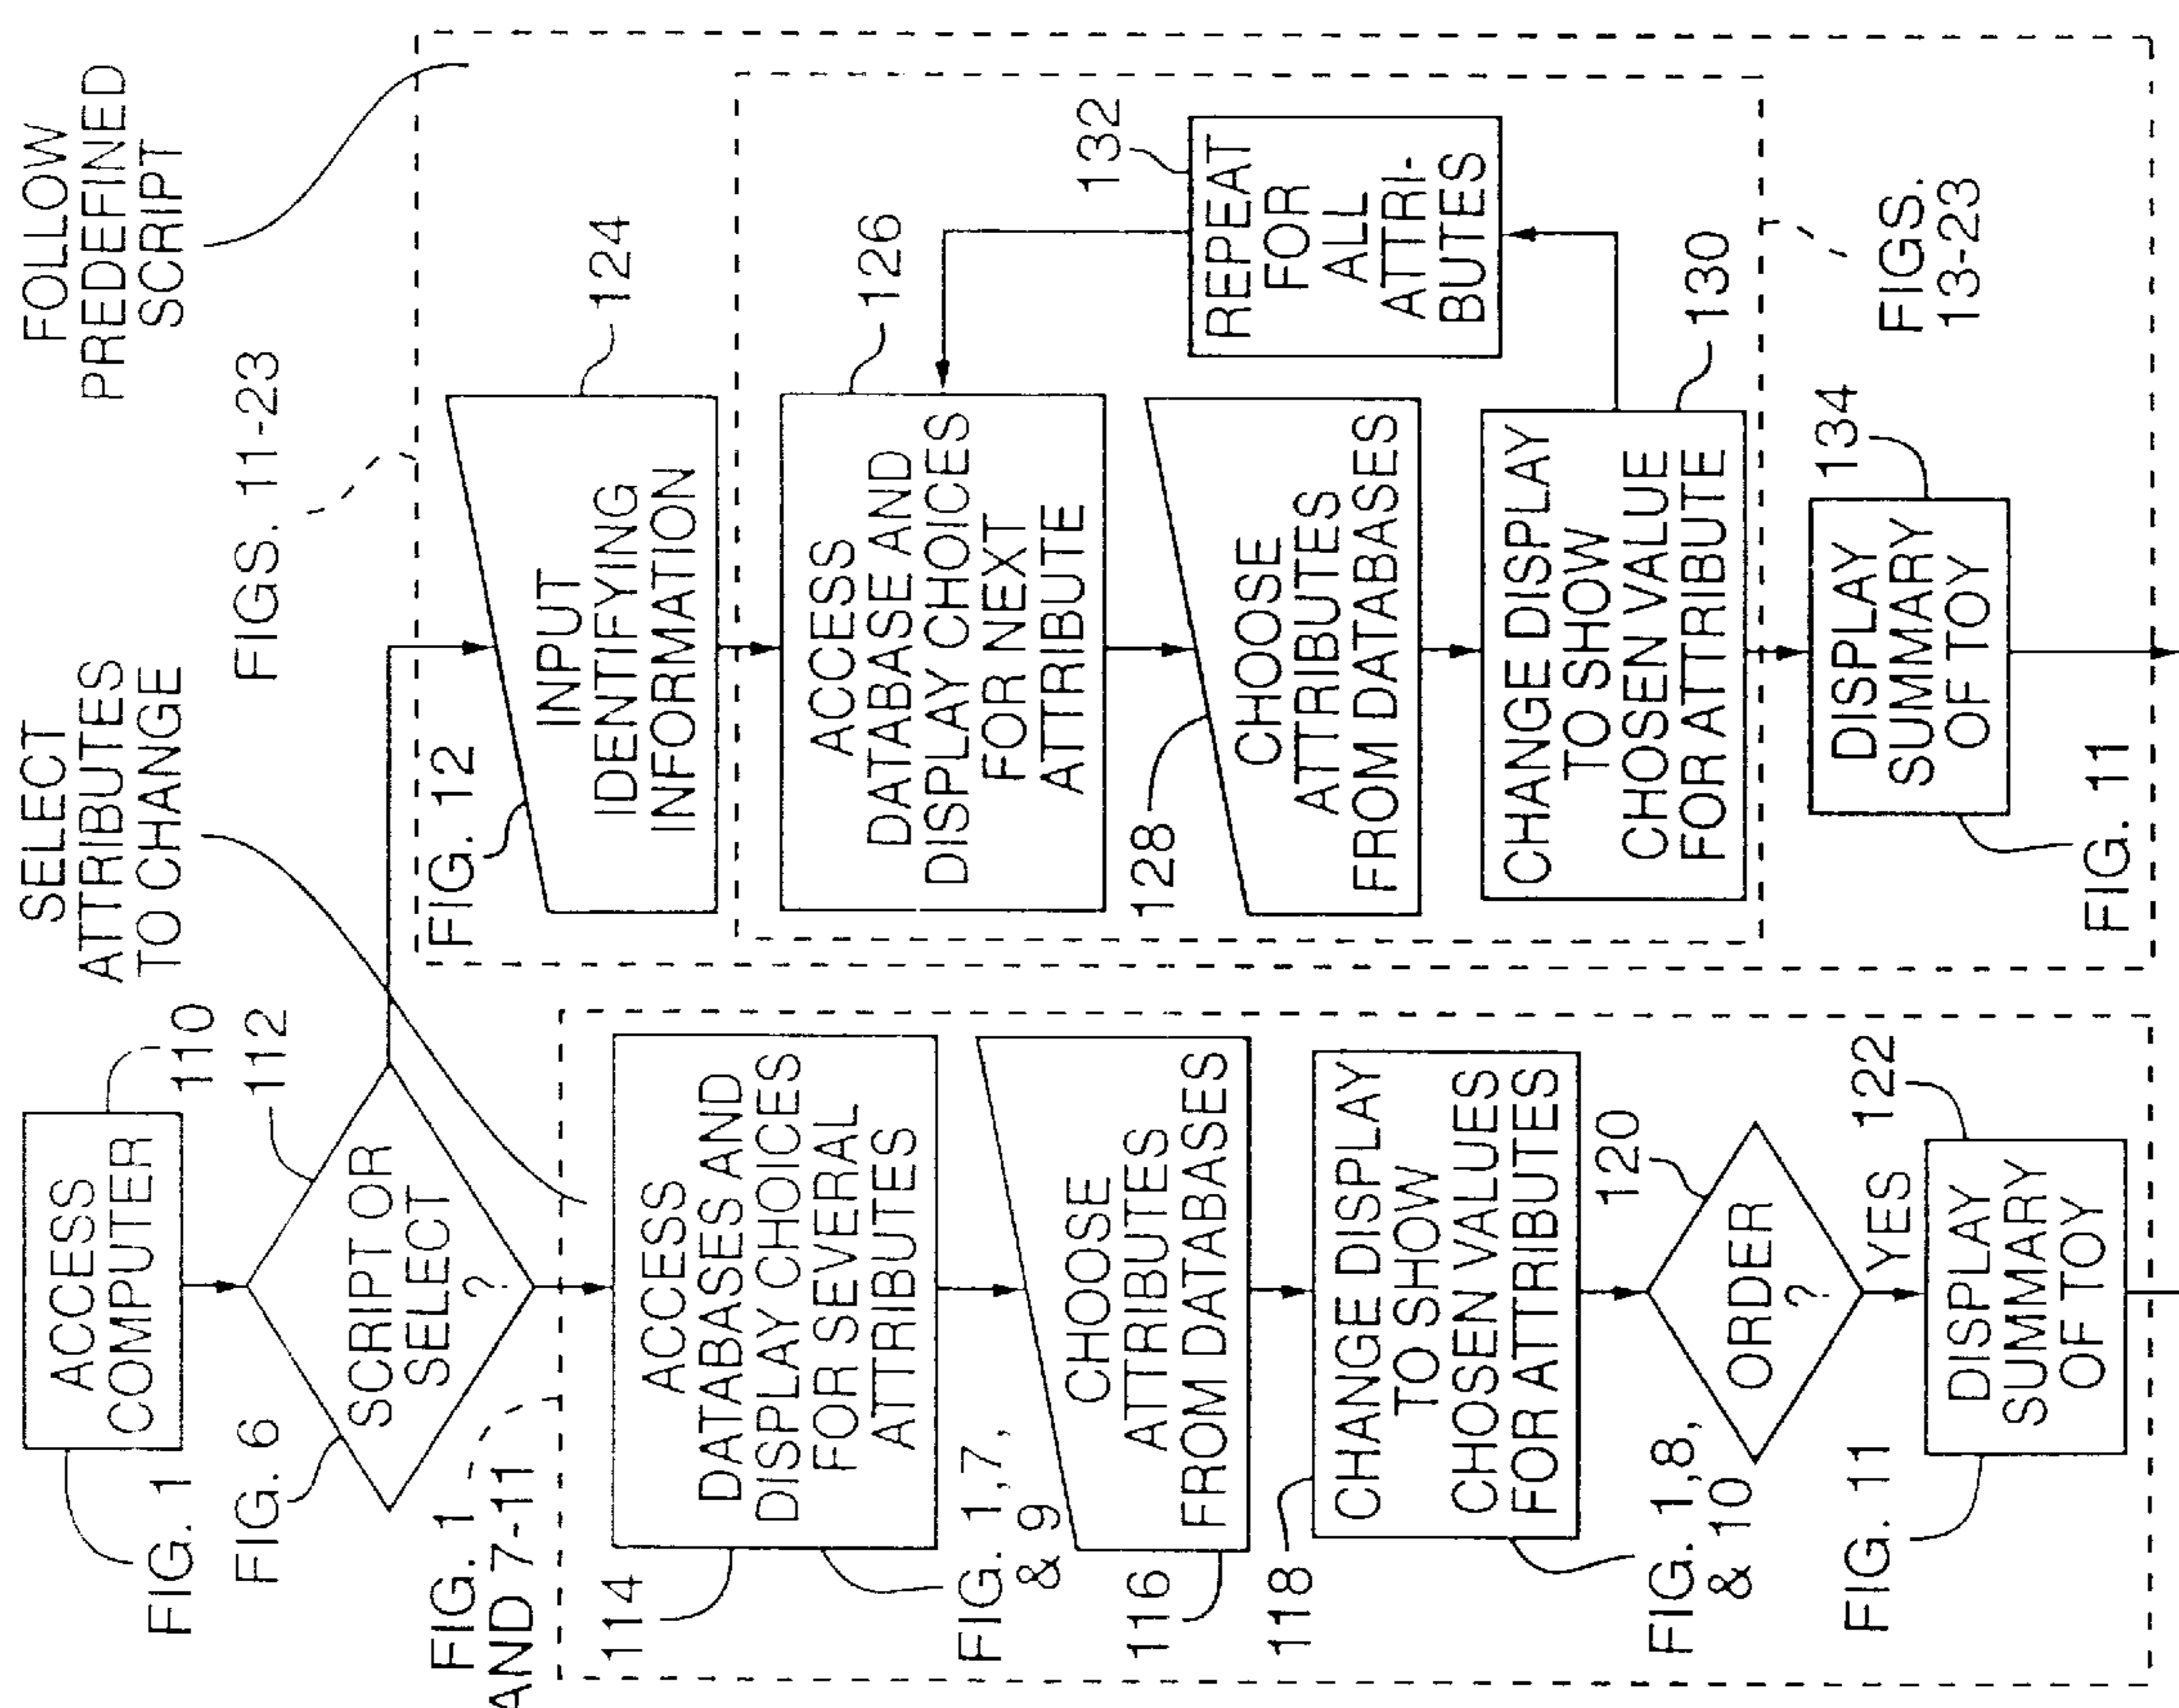 ACCESS
COMPUTER
110
FIG. 1
SCRIPT OR
SELECT
?
112
FIG. 6
SELECT
ATTRIBUTES
TO CHANGE
FIG. 1
AND 7-11
ACCESS
DATABASES AND
DISPLAY CHOICES
FOR SEVERAL
ATTRIBUTES
114
FIG. 1,7,
& 9
CHOOSE
ATTRIBUTES
FROM DATABASES
116
CHANGE DISPLAY
TO SHOW
CHOSEN VALUES
FOR ATTRIBUTES
118
FIG. 1,8,
& 10
ORDER
?
120
YES
DISPLAY
SUMMARY
OF TOY
122
FIG. 11
FOLLOW
PREDEFINED
SCRIPT
FIGS. 11-23
FIG. 12
INPUT
IDENTIFYING
INFORMATION
124
ACCESS
DATABASE AND
DISPLAY CHOICES
FOR NEXT
ATTRIBUTE
126
CHOOSE
ATTRIBUTES
FROM DATABASES
128
CHANGE DISPLAY
TO SHOW
CHOSEN VALUE
FOR ATTRIBUTE
130
REPEAT
FOR
ALL
ATTRI-
BUTES
132
FIGS.
13-23
DISPLAY
SUMMARY
OF TOY
134
FIG. 11